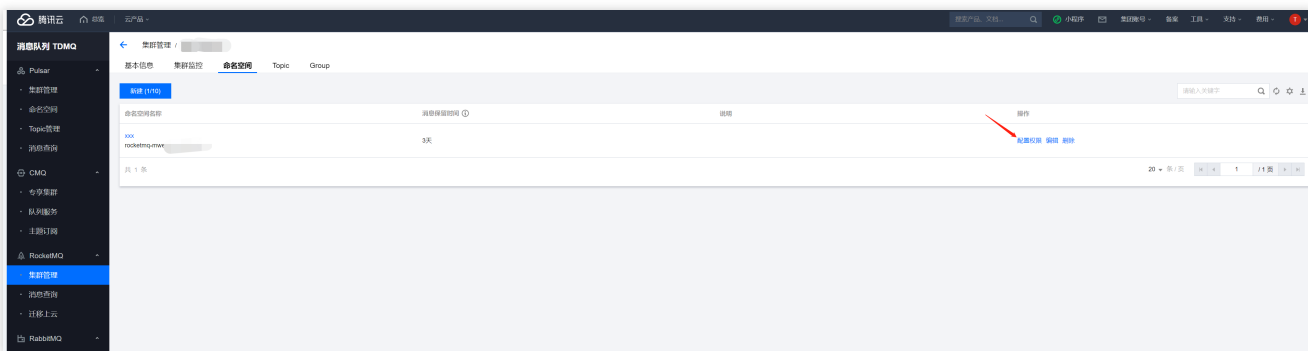 腾讯云 总览 云产品 搜索产品、文档... 小程序 集团账号 备案 工具 支持 费用 T
消息队列 TDMQ
集群管理 /
基本信息 集群监控 命名空间 Topic Group
Pulsar
集群管理
命名空间
Topic管理
消息查询
CMQ
专享集群
队列服务
主题订阅
RocketMQ
集群管理
消息查询
迁移上云
RabbitMQ
新建 (1/10) 请输入关键字
命名空间名称 消息保留时间 说明 操作
xxx
3天 配置权限 编辑 删除
共 1 条 20 条 / 页 1 / 1 页